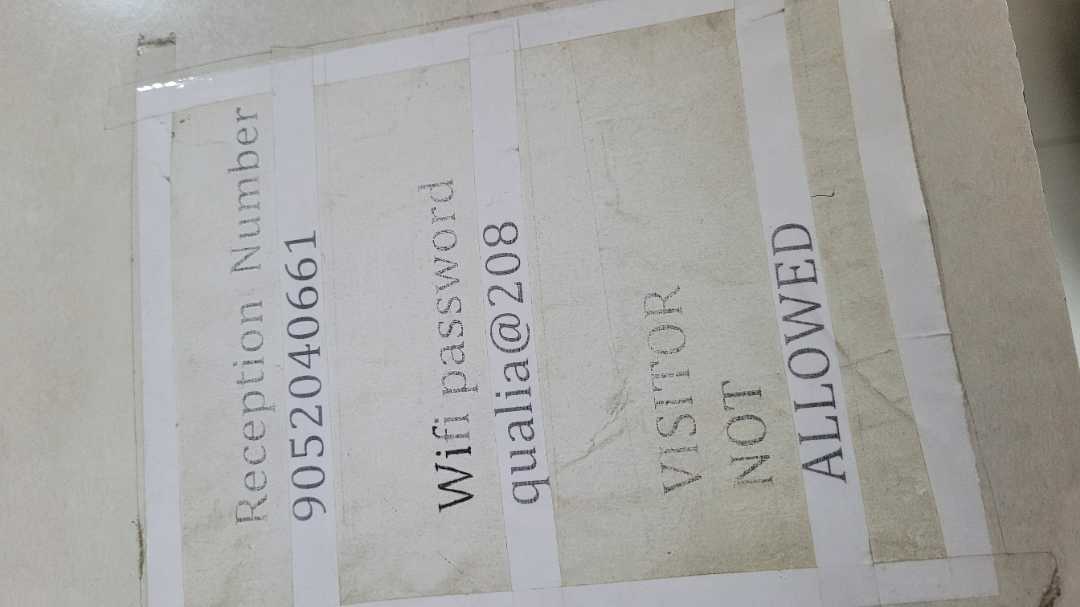 Reception Number
9052040661
Wifi password
qualia@208
VISITOR
NOT
ALLOWED